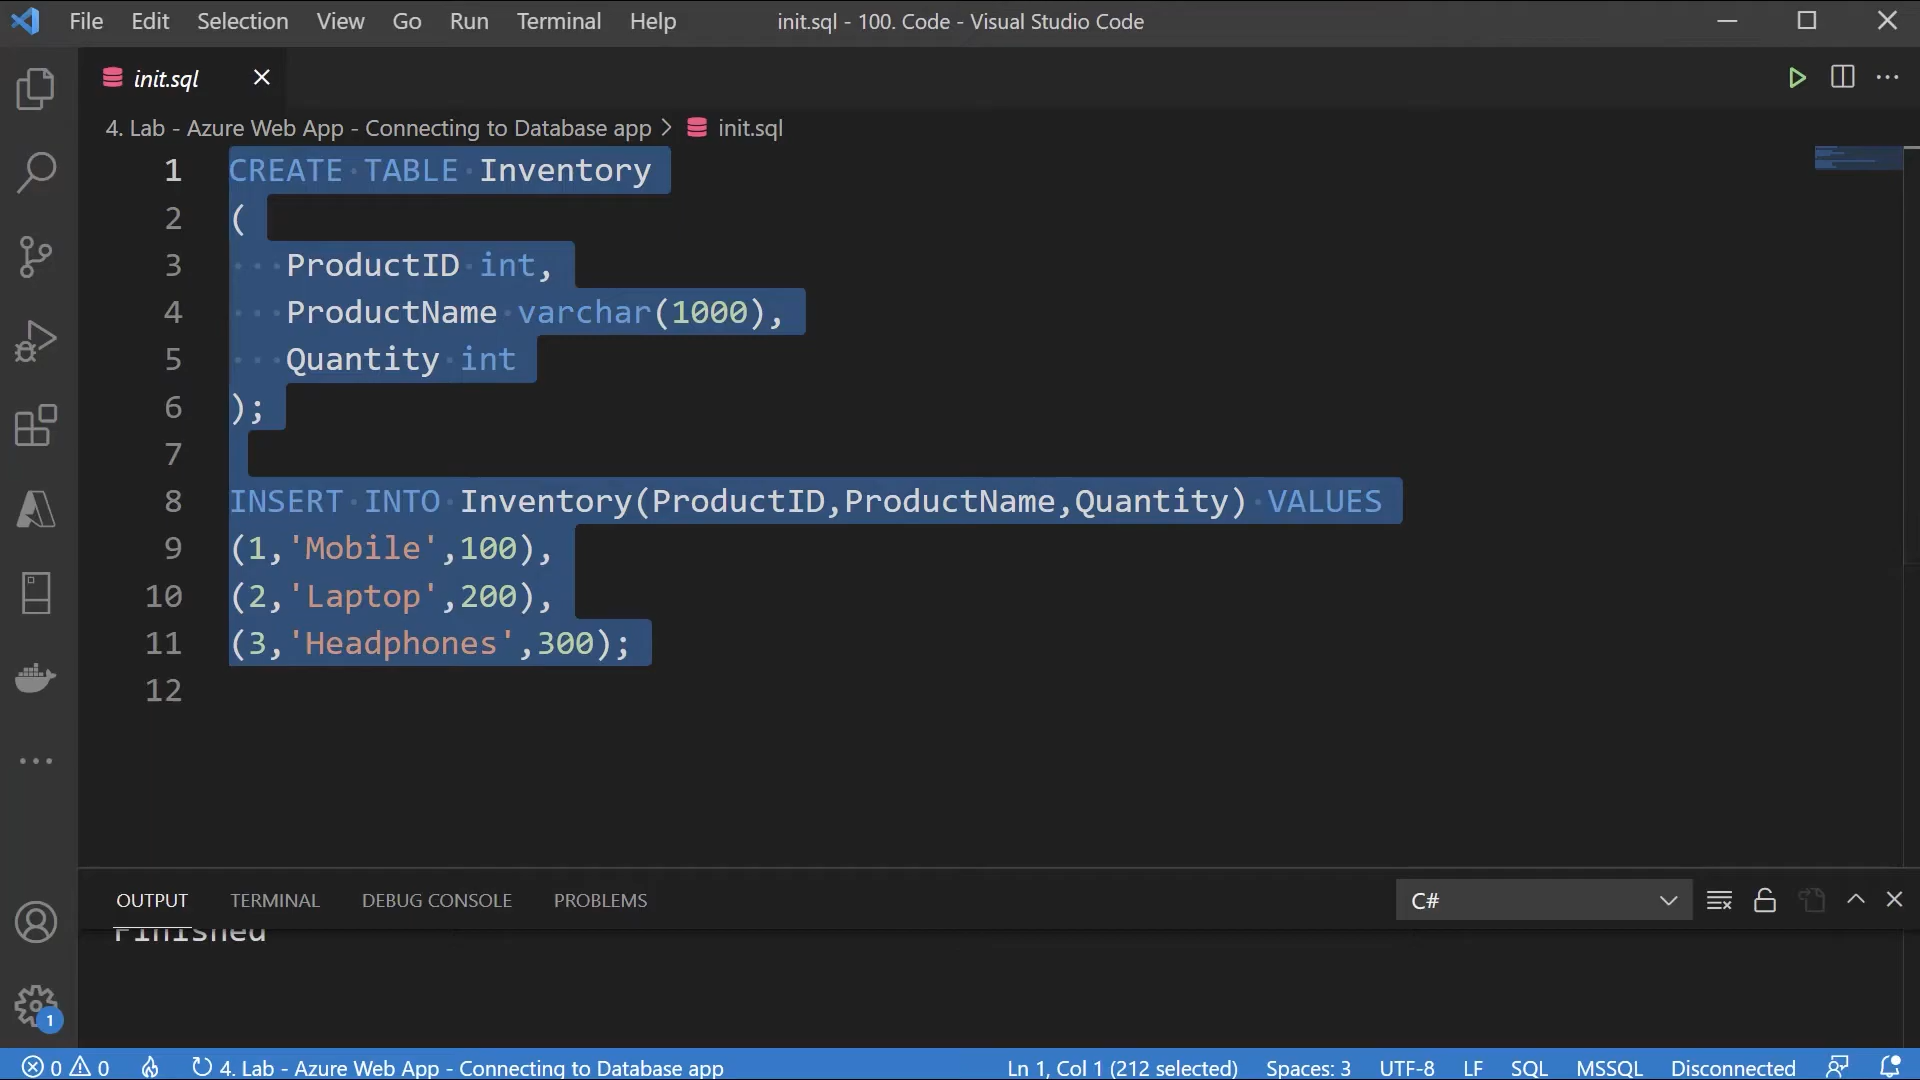 File Edit Selection View Go Run Terminal Help init.sql - 100. Code - Visual Studio Code
init.sql
4. Lab - Azure Web App - Connecting to Database app > init.sql
1 CREATE TABLE Inventory
2 (
3 ProductID int,
4 ProductName varchar(1000),
5 Quantity int
6 );
7
8 INSERT INTO Inventory(ProductID,ProductName,Quantity) VALUES
9 (1,'Mobile',100),
10 (2,'Laptop',200),
11 (3,'Headphones',300);
12
OUTPUT TERMINAL DEBUG CONSOLE PROBLEMS C#
Finished
1
0 0 4. Lab - Azure Web App - Connecting to Database app Ln 1, Col 1 (212 selected) Spaces: 3 UTF-8 LF SQL MSSQL Disconnected